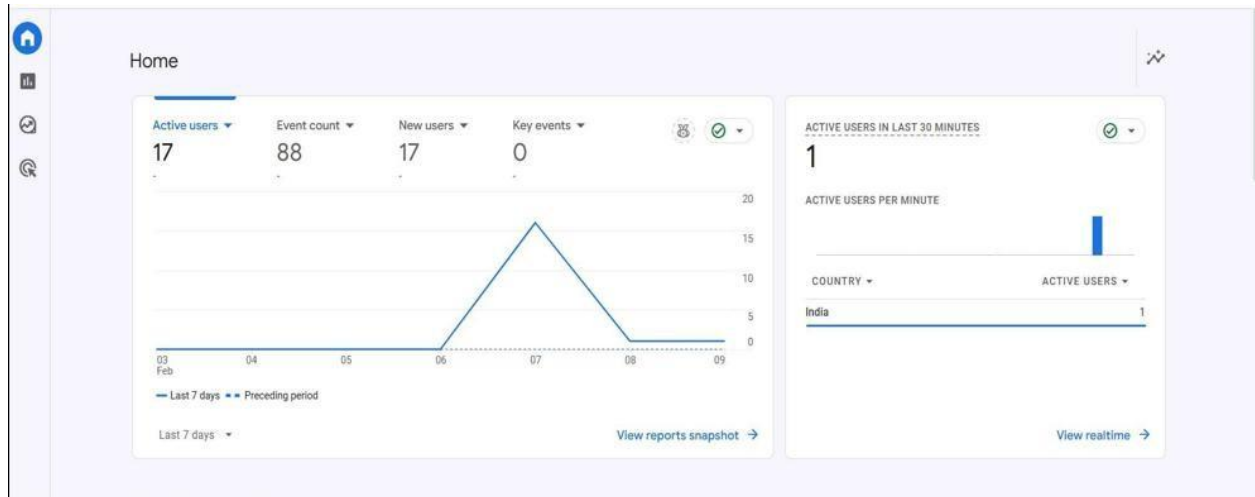 Home
Active users Event count New users Key events
17 88 17 0
- - - -
20
15
10
5
0
03 04 05 06 07 08 09
Feb
Last 7 days Preceding period
Last 7 days View reports snapshot
ACTIVE USERS IN LAST 30 MINUTES
1
ACTIVE USERS PER MINUTE
COUNTRY ACTIVE USERS
India 1
View realtime